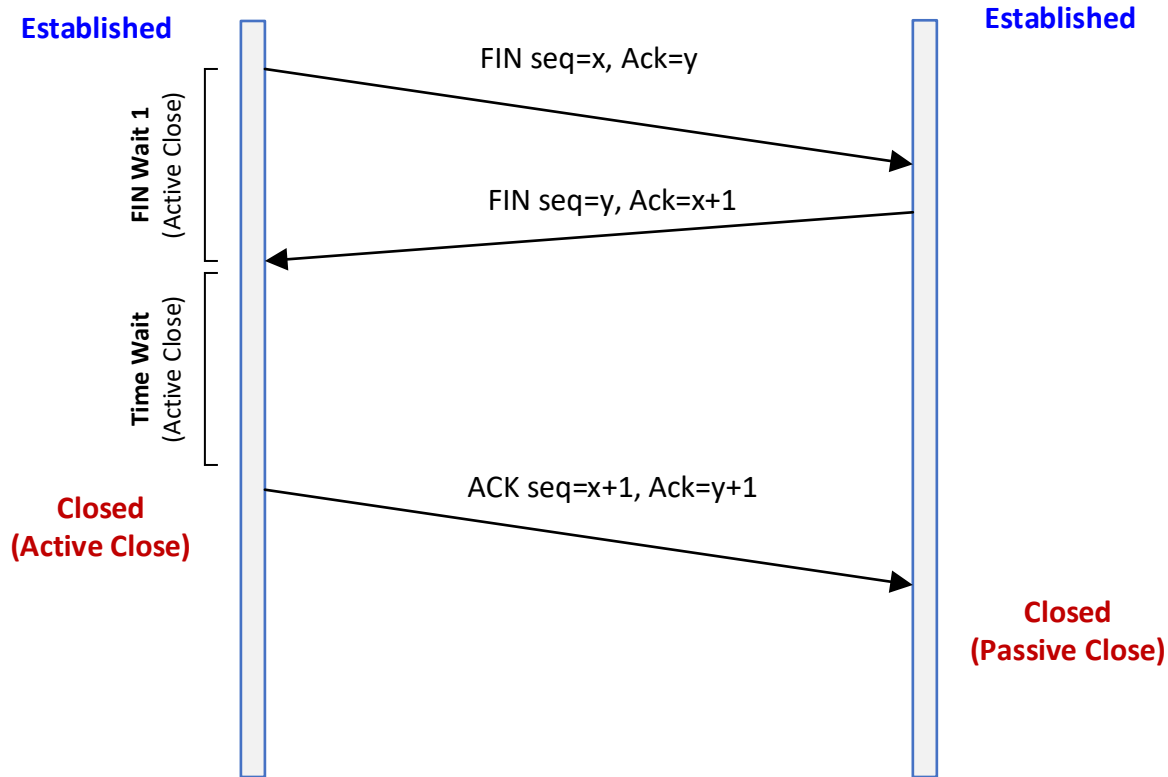 Established
Established
FIN seq=x, Ack=y
FIN Wait 1
(Active Close)
FIN seq=y, Ack=x+1
Time Wait
(Active Close)
ACK seq=x+1, Ack=y+1
Closed
(Active Close)
Closed
(Passive Close)